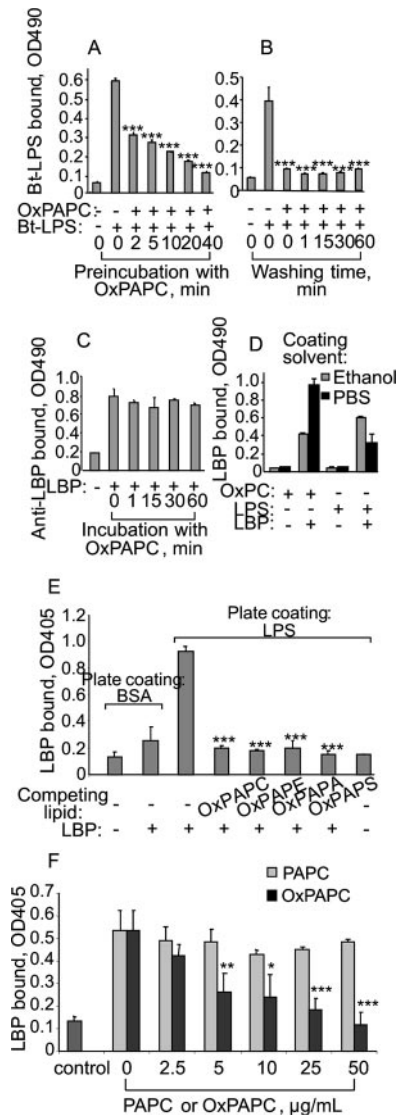 A
B
Bt-LPS bound, OD490
0.6
0.5
0.4
0.3
0.2
0.1
0
*** *** *** *** ***
0.5
0.4
0.3
0.2
0.1
0
*** *** *** *** ***
OxPAPC: - - + + + + + - - + + + + +
Bt-LPS: - + + + + + + - + + + + + +
0 0 2 5 10 20 40 0 0 0 1 15 30 60
Preincubation with OxPAPC, min
Washing time, min
C
Anti-LBP bound, OD490
1.0
0.8
0.6
0.4
0.2
0
LBP: - + + + + +
0 1 15 30 60
Incubation with OxPAPC, min
D
Coating solvent:
Ethanol
PBS
LBP bound, OD490
1.0
0.8
0.6
0.4
0.2
0
OxPC: + + - -
LPS: - - + +
LBP: - + - +
E
LBP bound, OD405
1.2
1.0
0.8
0.6
0.4
0.2
0
Plate coating: LPS
Plate coating: BSA
*** *** *** ***
Competing lipid: - - - OxPAPC OxPAPE OxPAPA OxPAPS -
LBP: - + + + + + + -
F
LBP bound, OD405
0.7
0.6
0.5
0.4
0.3
0.2
0.1
0
PAPC
OxPAPC
** * *** ***
control 0 2.5 5 10 25 50
PAPC or OxPAPC, µg/mL